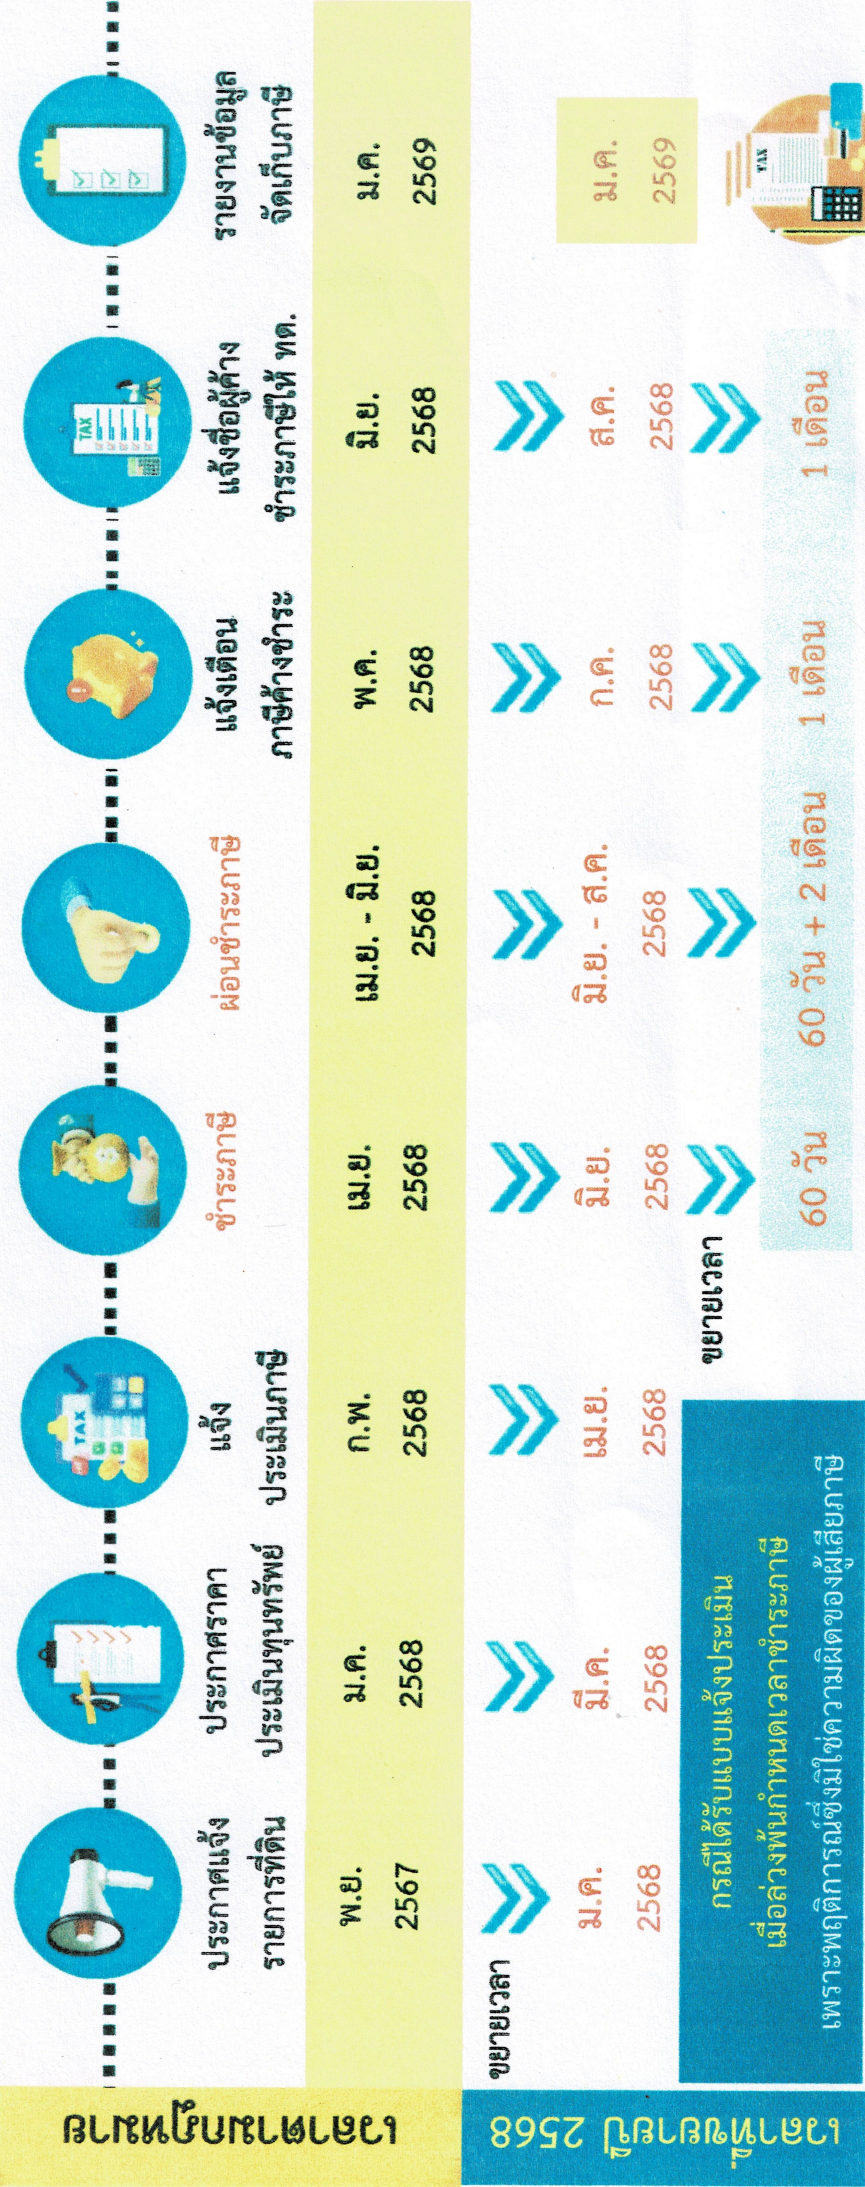 เวลาตามกฎหมาย
ประกาศแจ้ง
รายการที่ดิน
พ.ย.
2567
ประกาศราคา
ประเมินทุนทรัพย์
ม.ค.
2568
แจ้ง
ประเมินภาษี
ก.พ.
2568
ชำระภาษี
เม.ย.
2568
ผ่อนชำระภาษี
เม.ย. - มิ.ย.
2568
แจ้งเตือน
ภาษีค้างชำระ
พ.ค.
2568
แจ้งชื่อผู้ค้าง
ชำระภาษีให้ ทด.
มิ.ย.
2568
รายงานข้อมูล
จัดเก็บภาษี
ม.ค.
2569
TAX
TAX
เวลาที่ขยายปี 2568
ขยายเวลา
ม.ค.
2568
มี.ค.
2568
เม.ย.
2568
มิ.ย.
2568
มิ.ย. - ส.ค.
2568
ก.ค.
2568
ส.ค.
2568
ม.ค.
2569
กรณีได้รับแบบแจ้งประเมิน
เมื่อล่วงพ้นกำหนดเวลาชำระภาษี
เพราะพฤติการณ์ซึ่งมิใช่ความผิดของผู้เสียภาษี
ขยายเวลา
60 วัน
60 วัน + 2 เดือน
1 เดือน
1 เดือน
TAX